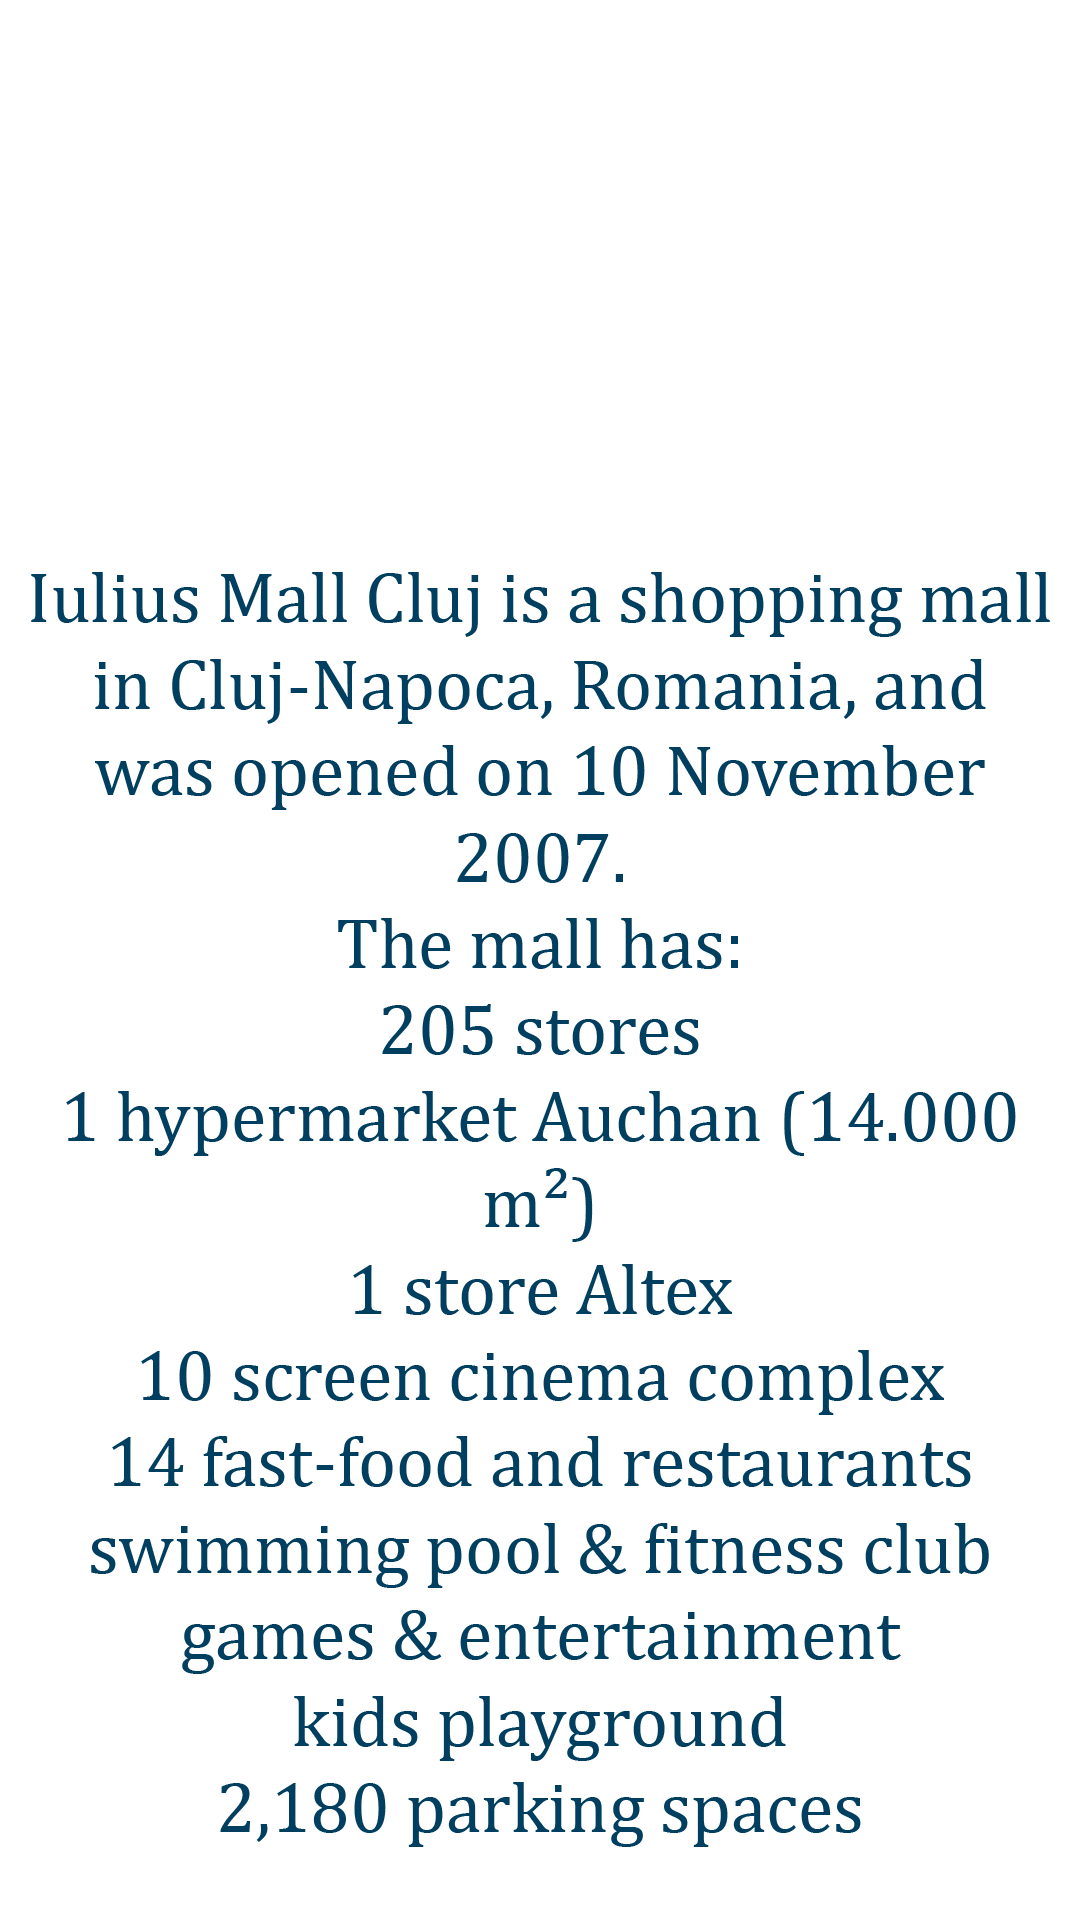 Iulius Mall Cluj is a shopping mall
in Cluj-Napoca, Romania, and
was opened on 10 November
2007.
The mall has:
205 stores
1 hypermarket Auchan (14.000
m²)
1 store Altex
10 screen cinema complex
14 fast-food and restaurants
swimming pool & fitness club
games & entertainment
kids playground
2,180 parking spaces